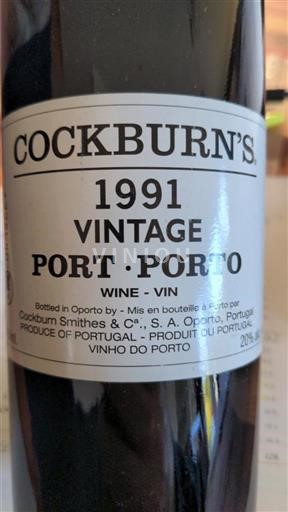 COCKBURN'S
1991
VINTAGE
PORT · PORTO
WINE - VIN
Bottled in Oporto by - Mis en bouteille à Porto par
Cockburn Smithes & Cª., S. A. Oporto, Portugal
PRODUCE OF PORTUGAL - PRODUIT DU PORTUGAL
VINHO DO PORTO
20%
VINIOU